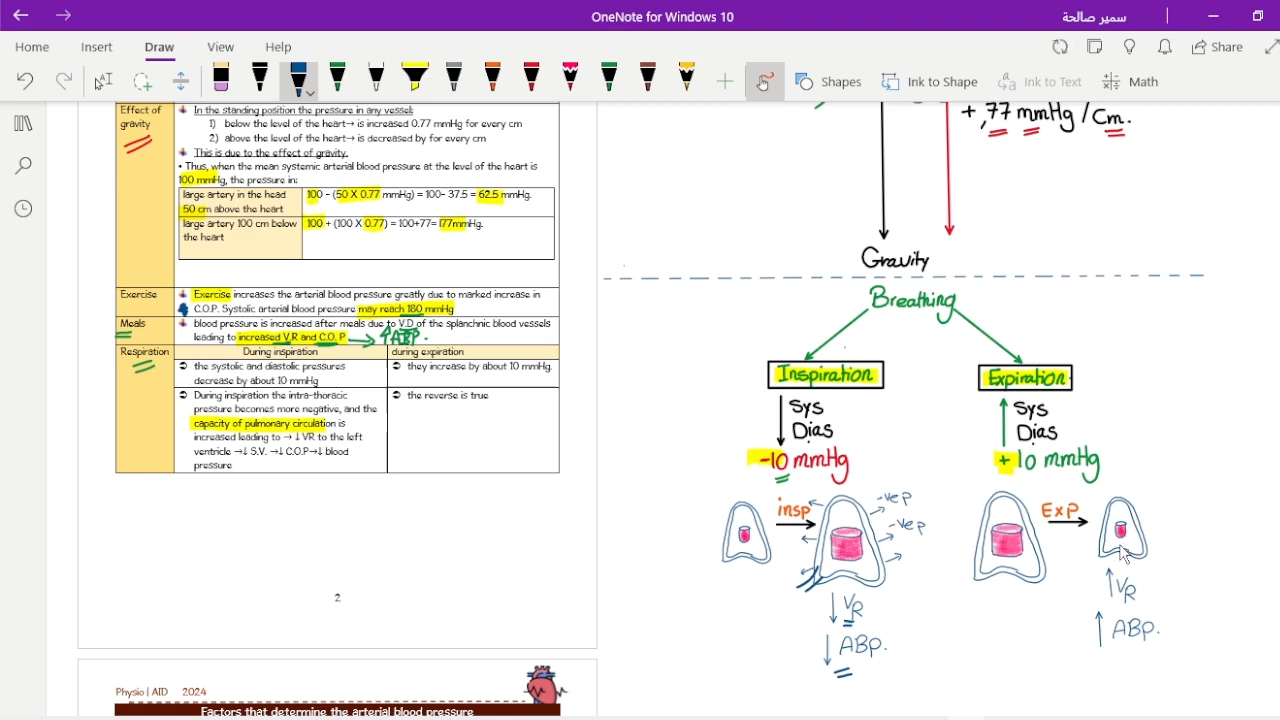 OneNote for Windows 10
سمير صالحة
Home Insert Draw View Help
Share
Shapes Ink to Shape Ink to Text Math
Effect of gravity
In the standing position the pressure in any vessel:
1) below the level of the heart→ is increased 0.77 mmHg for every cm
2) above the level of the heart→ is decreased by for every cm
This is due to the effect of gravity.
• Thus, when the mean systemic arterial blood pressure at the level of the heart is
100 mmHg, the pressure in:
large artery in the head
50 cm above the heart
100 - (50 X 0.77 mmHg) = 100- 37.5 = 62.5 mmHg.
large artery 100 cm below
the heart
100 + (100 X 0.77) = 100+77= 177mmHg.
Exercise
Exercise increases the arterial blood pressure greatly due to marked increase in
C.O.P. Systolic arterial blood pressure may reach 180 mmHg
Meals
blood pressure is increased after meals due to V.D of the splanchnic blood vessels
leading to increased V.R and C.O. P → ↑ABP.
Respiration
During inspiration
during expiration
the systolic and diastolic pressures
decrease by about 10 mmHg
they increase by about 10 mmHg.
During inspiration the intra-thoracic
pressure becomes more negative, and the
capacity of pulmonary circulation is
increased leading to → ↓ VR to the left
ventricle →↓ S.V. →↓ C.O.P→↓ blood
pressure
the reverse is true
2
Physio | AID 2024
Factors that determine the arterial blood pressure
+,77 mmHg/Cm.
Gravity
Breathing
Inspiration
Sys
Dias
-10 mmHg
insp
-ve p
-ve p
↓ VR
↓ ABp.
Expiration
Sys
Dias
+10 mmHg
Exp
↑ VR
↑ ABp.